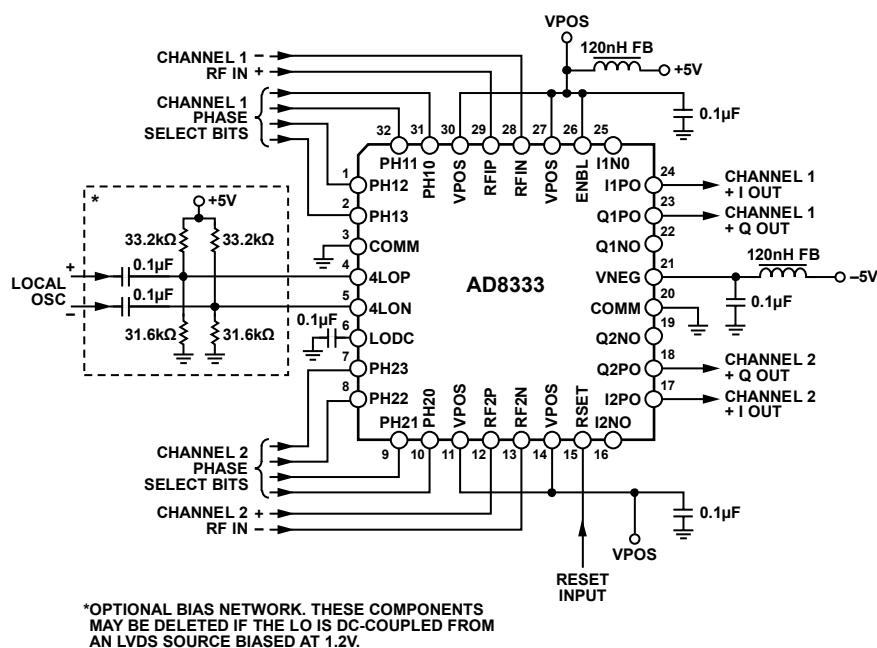 VPOS
120nH FB
+5V
0.1µF
CHANNEL 1 –
RF IN +
CHANNEL 1
PHASE
SELECT BITS
32
31
30
29
28
27
26
25
PH11
PH10
VPOS
RFIP
RFIN
VPOS
ENBL
I1N0
1
PH12
2
PH13
3
COMM
4
4LOP
5
4LON
6
LODC
7
PH23
8
PH22
AD8333
24
I1PO
CHANNEL 1
+ I OUT
23
Q1PO
CHANNEL 1
+ Q OUT
22
Q1NO
21
VNEG
120nH FB
–5V
0.1µF
20
COMM
19
Q2NO
18
Q2PO
CHANNEL 2
+ Q OUT
17
I2PO
CHANNEL 2
+ I OUT
*
+5V
33.2kΩ
33.2kΩ
0.1µF
0.1µF
+
LOCAL
OSC
–
31.6kΩ
31.6kΩ
0.1µF
PH21
PH20
VPOS
RF2P
RF2N
VPOS
RSET
I2NO
9
10
11
12
13
14
15
16
CHANNEL 2
PHASE
SELECT BITS
CHANNEL 2 +
RF IN –
0.1µF
VPOS
RESET
INPUT
*OPTIONAL BIAS NETWORK. THESE COMPONENTS
MAY BE DELETED IF THE LO IS DC-COUPLED FROM
AN LVDS SOURCE BIASED AT 1.2V.